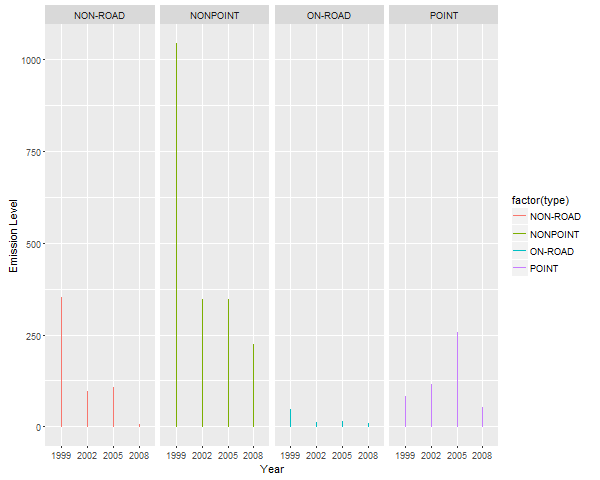 NON-ROAD NONPOINT ON-ROAD POINT
1000
750
500
250
0
Emission Level
1999 2002 2005 2008 1999 2002 2005 2008 1999 2002 2005 2008 1999 2002 2005 2008
Year
factor(type)
NON-ROAD
NONPOINT
ON-ROAD
POINT